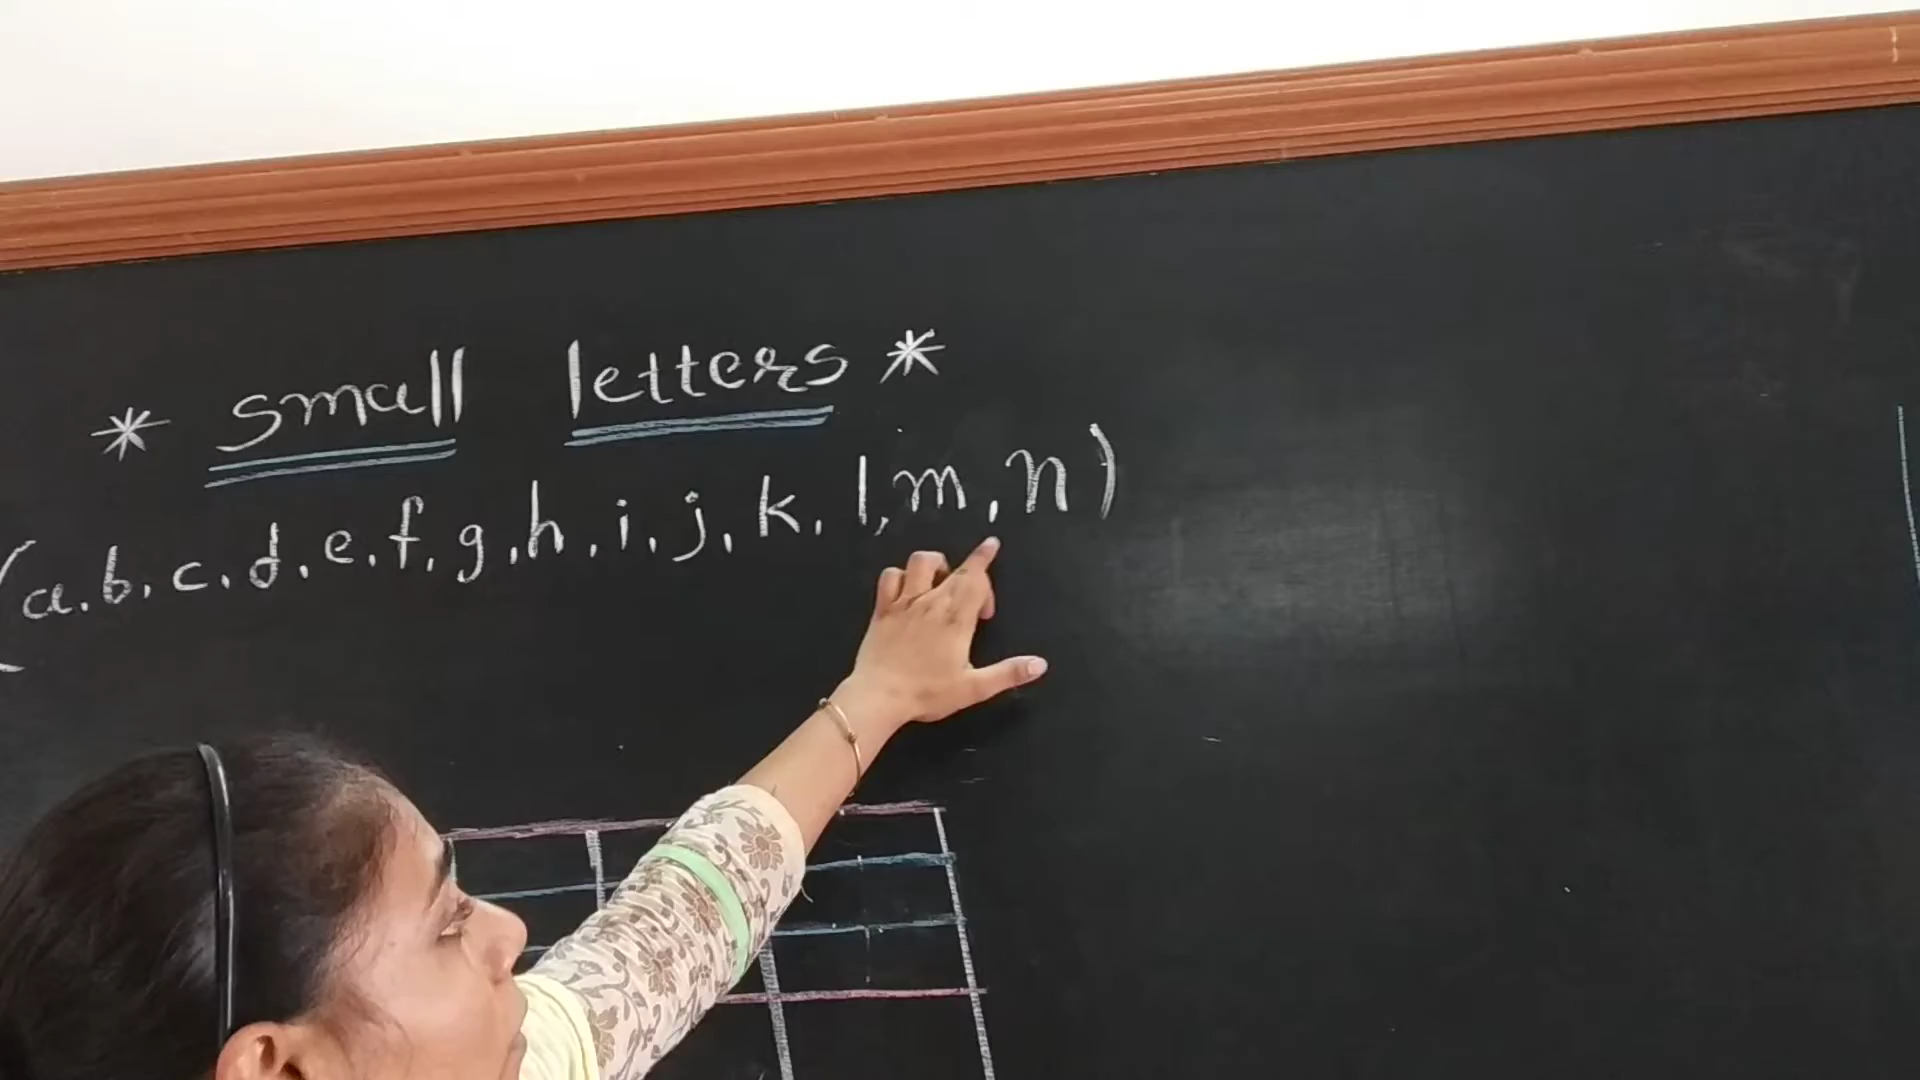 * small letters *
(a, b, c, d, e, f, g, h, i, j, k, l, m, n)